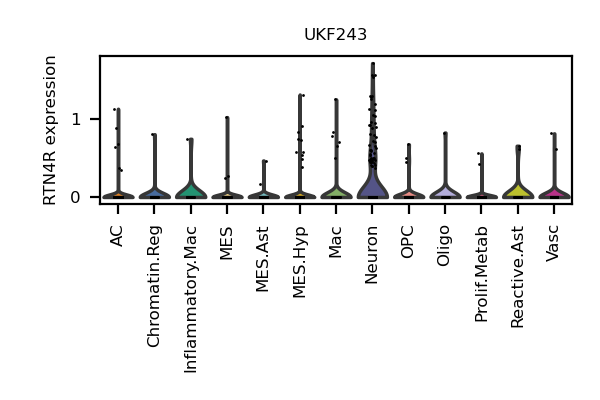 UKF243
RTN4R expression
1
0
AC
Chromatin.Reg
Inflammatory.Mac
MES
MES.Ast
MES.Hyp
Mac
Neuron
OPC
Oligo
Prolif.Metab
Reactive.Ast
Vasc